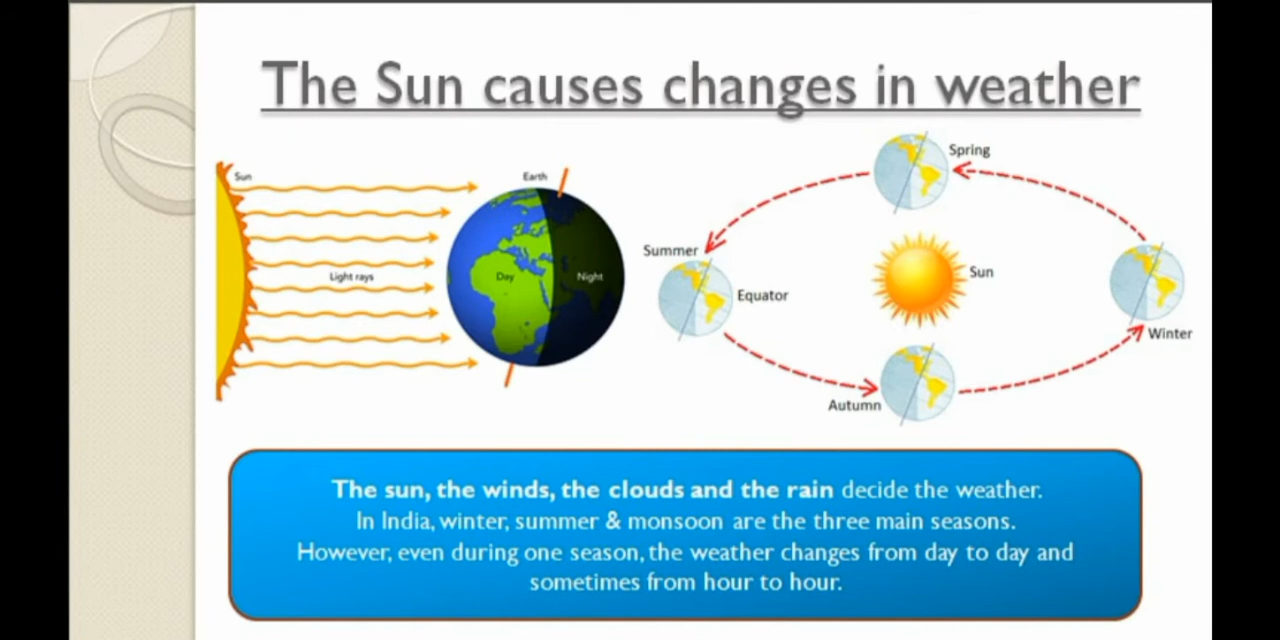 The Sun causes changes in weather
Sun
Earth
Light rays
Day
Night
Spring
Summer
Equator
Sun
Winter
Autumn
The sun, the winds, the clouds and the rain decide the weather.
In India, winter, summer & monsoon are the three main seasons.
However, even during one season, the weather changes from day to day and
sometimes from hour to hour.